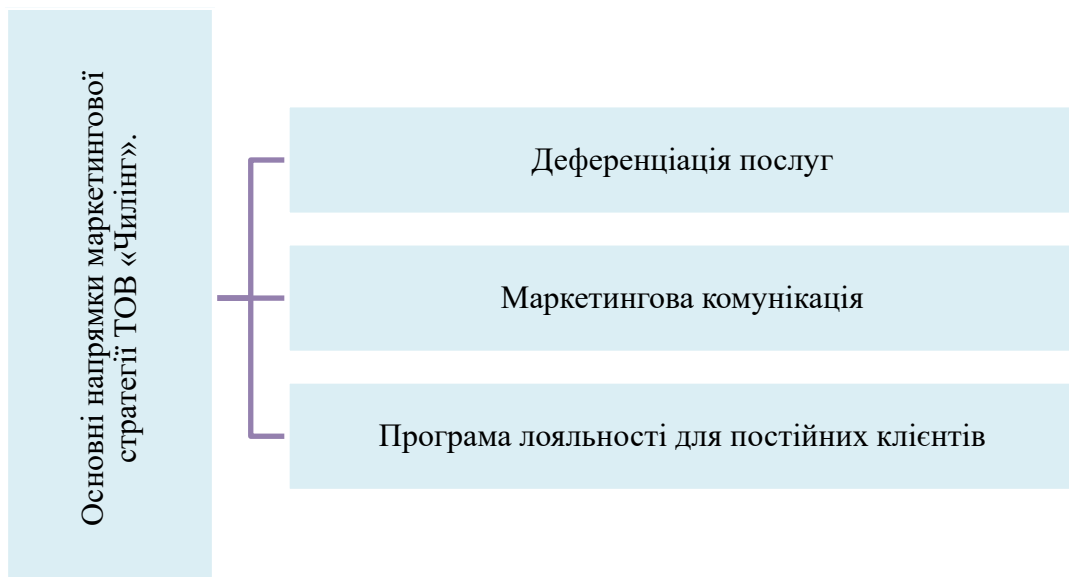 Основні напрямки маркетингової
стратегії ТОВ «Чилінг».
Деференціація послуг
Маркетингова комунікація
Програма лояльності для постійних клієнтів